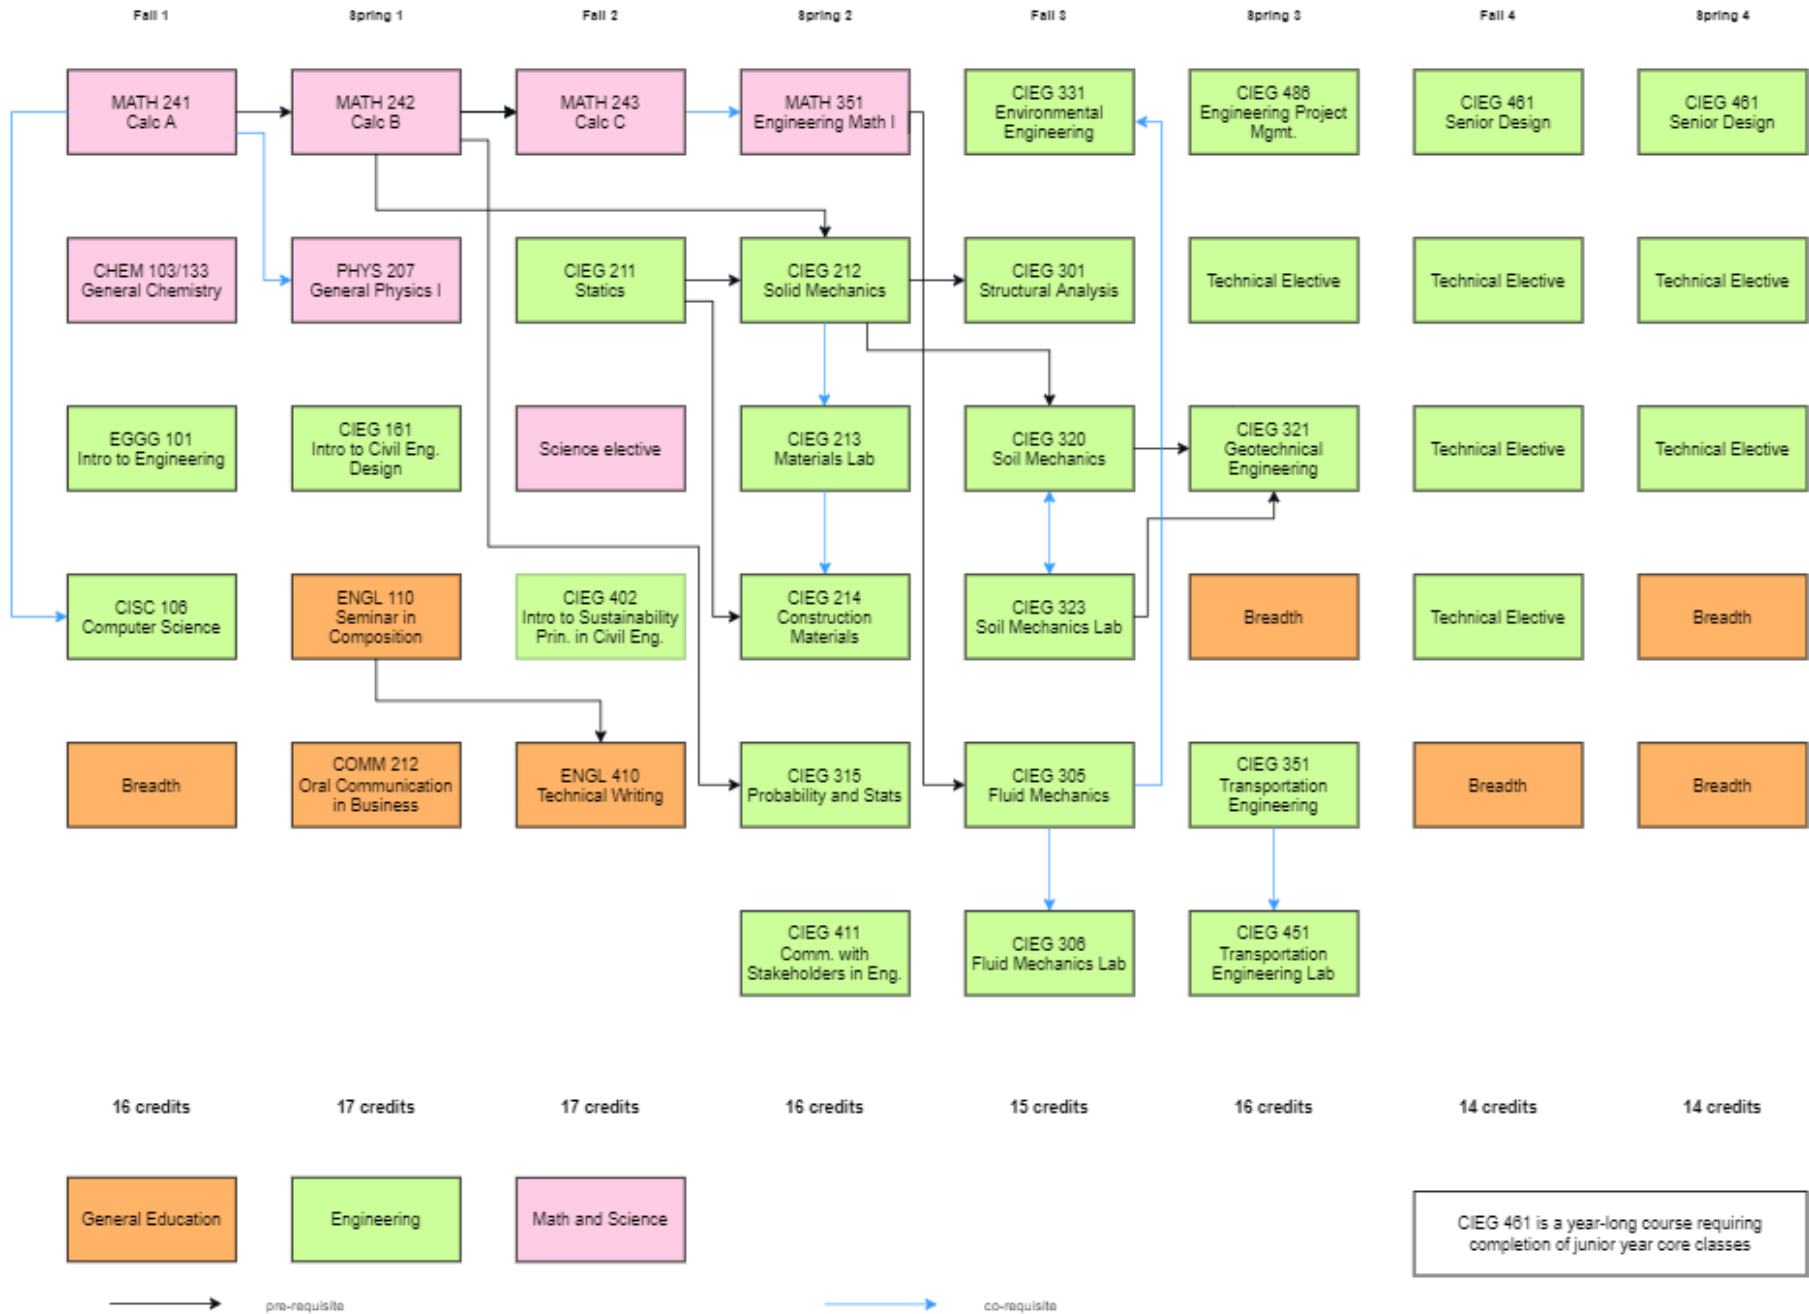 Fall 1
Spring 1
Fall 2
Spring 2
Fall 3
Spring 3
Fall 4
Spring 4
MATH 241
Calc A
MATH 242
Calc B
MATH 243
Calc C
MATH 351
Engineering Math I
CIEG 331
Environmental
Engineering
CIEG 486
Engineering Project
Mgmt.
CIEG 461
Senior Design
CIEG 461
Senior Design
CHEM 103/133
General Chemistry
PHYS 207
General Physics I
CIEG 211
Statics
CIEG 212
Solid Mechanics
CIEG 301
Structural Analysis
Technical Elective
Technical Elective
Technical Elective
EGGG 101
Intro to Engineering
CIEG 161
Intro to Civil Eng.
Design
Science elective
CIEG 213
Materials Lab
CIEG 320
Soil Mechanics
CIEG 321
Geotechnical
Engineering
Technical Elective
Technical Elective
CISC 106
Computer Science
ENGL 110
Seminar in
Composition
CIEG 402
Intro to Sustainability
Prin. in Civil Eng.
CIEG 214
Construction
Materials
CIEG 323
Soil Mechanics Lab
Breadth
Technical Elective
Breadth
Breadth
COMM 212
Oral Communication
in Business
ENGL 410
Technical Writing
CIEG 315
Probability and Stats
CIEG 305
Fluid Mechanics
CIEG 351
Transportation
Engineering
Breadth
Breadth
CIEG 411
Comm. with
Stakeholders in Eng.
CIEG 306
Fluid Mechanics Lab
CIEG 451
Transportation
Engineering Lab
16 credits
17 credits
17 credits
16 credits
15 credits
16 credits
14 credits
14 credits
General Education
Engineering
Math and Science
CIEG 461 is a year-long course requiring
completion of junior year core classes
pre-requisite
co-requisite